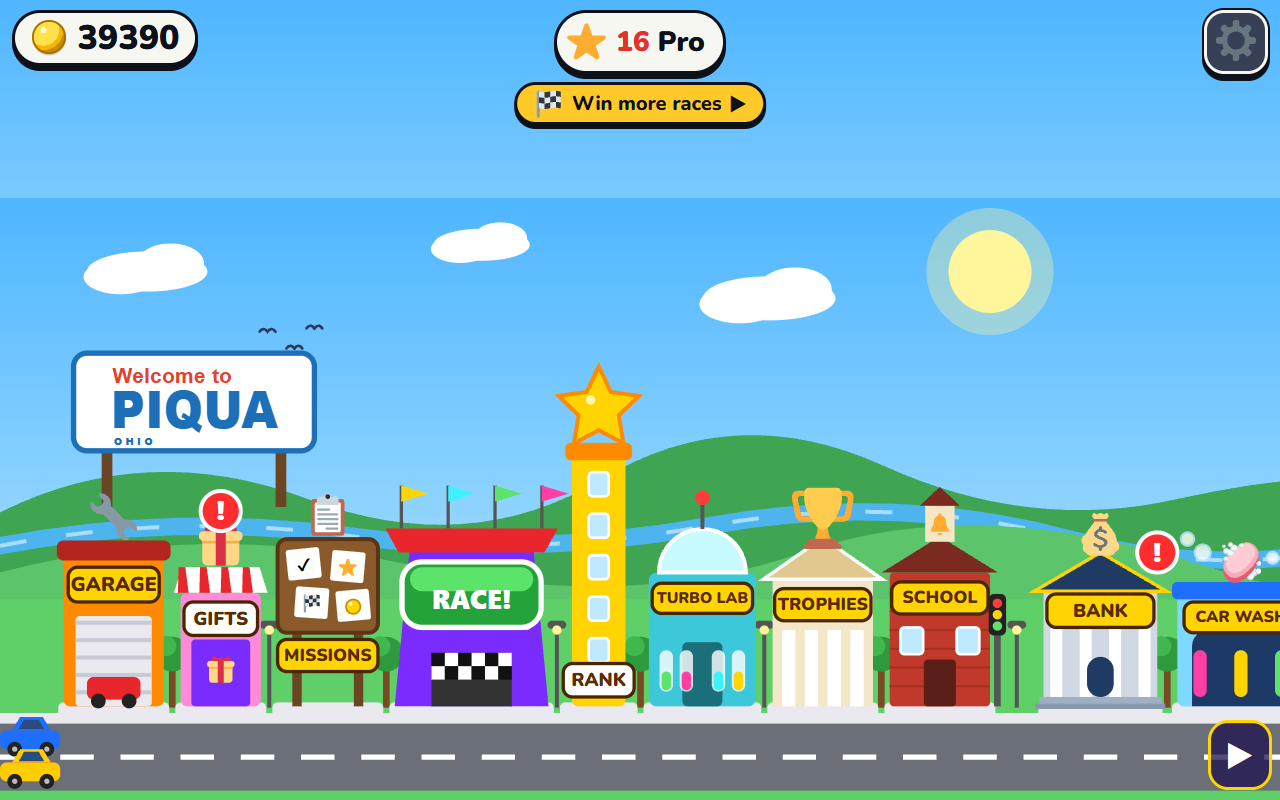 39390
16 Pro
Win more races
Welcome to
PIQUA
OHIO
GARAGE
GIFTS
MISSIONS
RACE!
RANK
TURBO LAB
TROPHIES
SCHOOL
BANK
CAR WASH
!
!
$